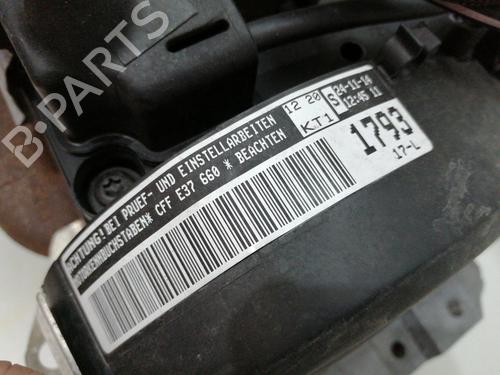 ACHTUNG! BEI PRUEF- UND EINSTELLARBEITEN
MOTORKENNBUCHSTABEN* CFF E37 660 * BEACHTEN
12 20
KT1
S
24-11-14
12:45 11
1793
17-L
B-PARTS